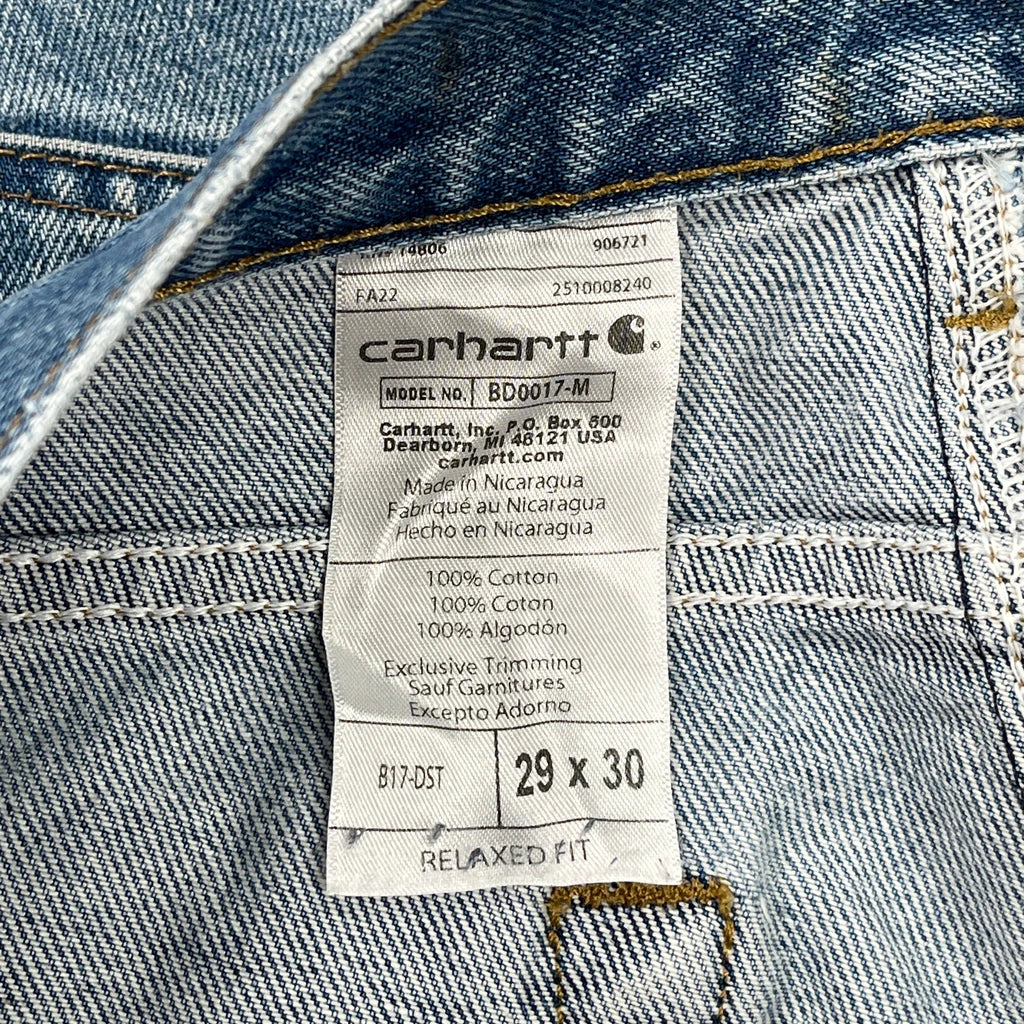 14806 906721
FA22 2510008240
carhartt
MODEL NO. BD0017-M
Carhartt, Inc. P.O. Box 600
Dearborn, MI 48121 USA
carhartt.com
Made in Nicaragua
Fabriqué au Nicaragua
Hecho en Nicaragua
100% Cotton
100% Coton
100% Algodón
Exclusive Trimming
Sauf Garnitures
Excepto Adorno
B17-DST 29 x 30
RELAXED FIT